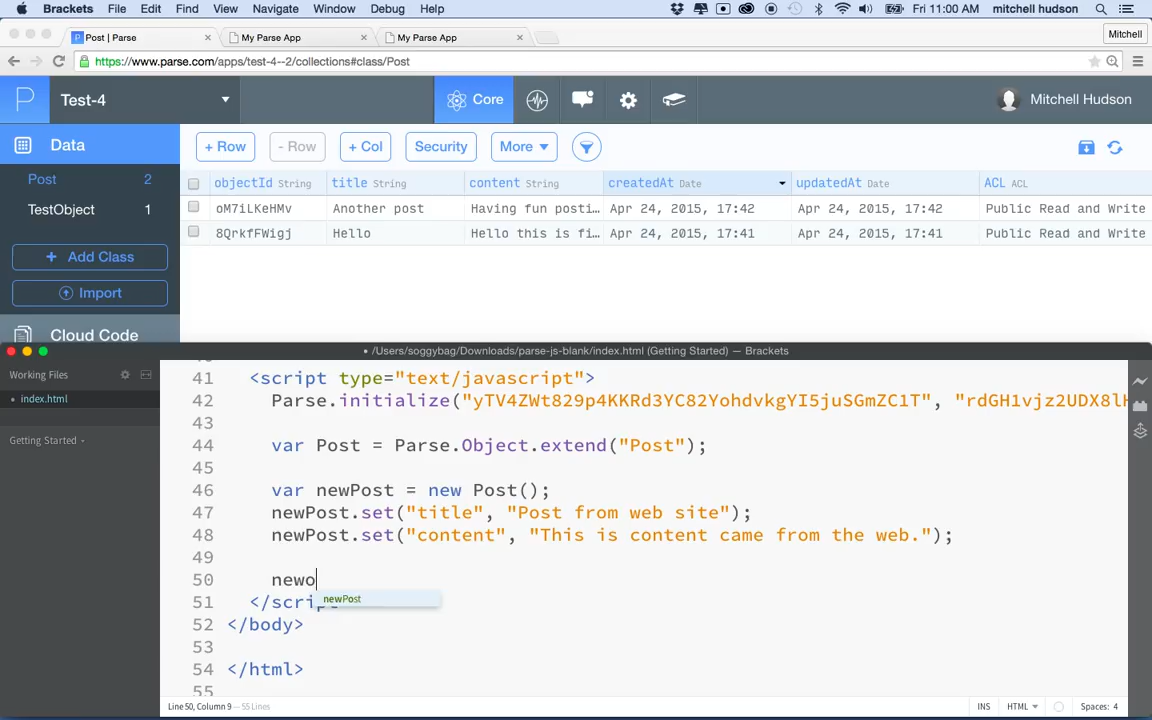 Brackets File Edit Find View Navigate Window Debug Help Fri 11:00 AM mitchell hudson
Post | Parse × My Parse App × My Parse App × Mitchell
https://www.parse.com/apps/test-4--2/collections#class/Post
P Test-4 Core Mitchell Hudson
Data + Row - Row + Col Security More
objectId String title String content String createdAt Date updatedAt Date ACL ACL
Post 2
oM7iLKeHMv Another post Having fun posti… Apr 24, 2015, 17:42 Apr 24, 2015, 17:42 Public Read and Write
TestObject 1
8QrkfFWigj Hello Hello this is fi… Apr 24, 2015, 17:41 Apr 24, 2015, 17:41 Public Read and Write
+ Add Class
Import
Cloud Code
• /Users/soggybag/Downloads/parse-js-blank/index.html (Getting Started) — Brackets
Working Files
• index.html
Getting Started
41 <script type="text/javascript">
42 Parse.initialize("yTV4ZWt829p4KKRd3YC82YohdvkgYI5juSGmZC1T", "rdGH1vjz2UDX8lH
43
44 var Post = Parse.Object.extend("Post");
45
46 var newPost = new Post();
47 newPost.set("title", "Post from web site");
48 newPost.set("content", "This is content came from the web.");
49
50 newo
newPost
51 </script>
52 </body>
53
54 </html>
55
Line 50, Column 9 — 55 Lines INS HTML Spaces: 4